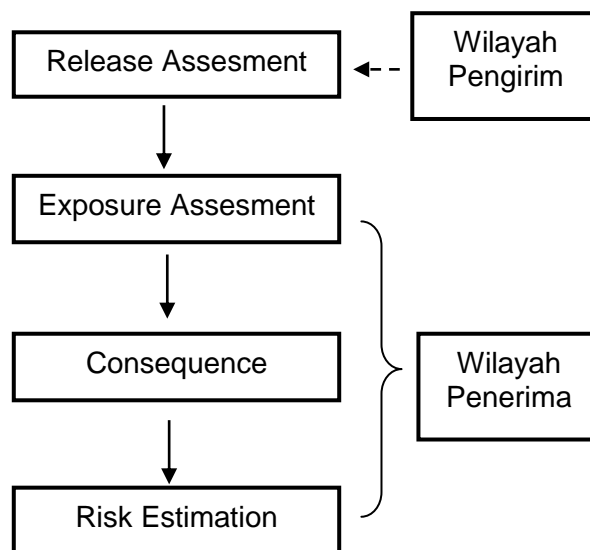 Release Assesment
Wilayah
Pengirim
Exposure Assesment
Consequence
Wilayah
Penerima
Risk Estimation